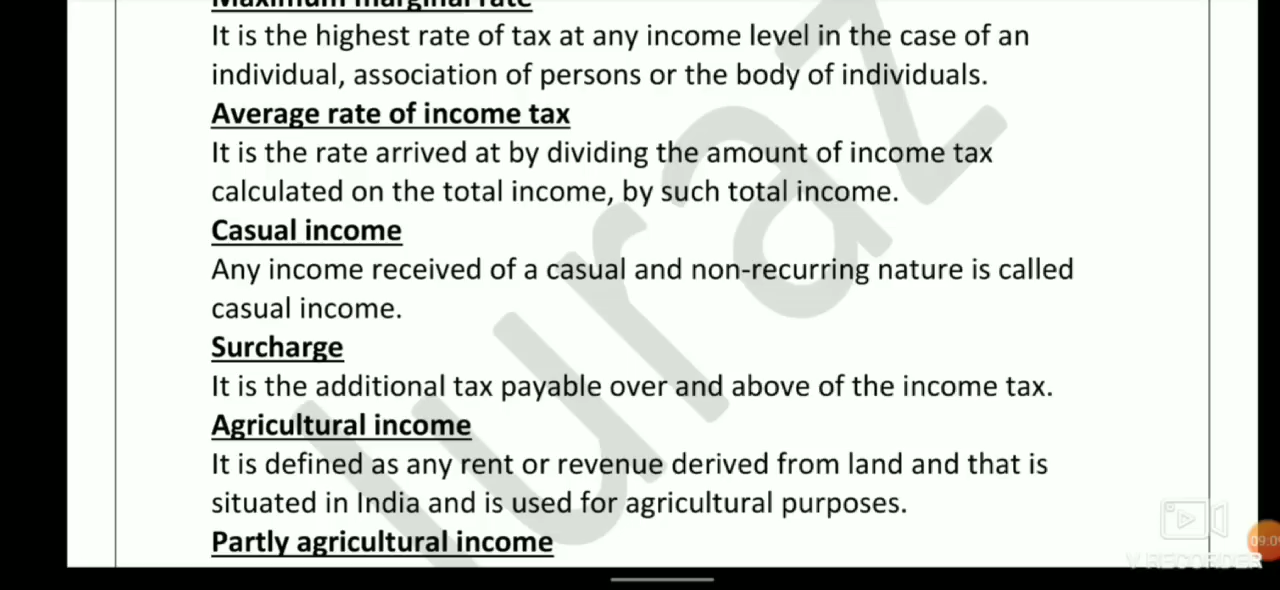 Maximum marginal rate
It is the highest rate of tax at any income level in the case of an
individual, association of persons or the body of individuals.
Average rate of income tax
It is the rate arrived at by dividing the amount of income tax
calculated on the total income, by such total income.
Casual income
Any income received of a casual and non-recurring nature is called
casual income.
Surcharge
It is the additional tax payable over and above of the income tax.
Agricultural income
It is defined as any rent or revenue derived from land and that is
situated in India and is used for agricultural purposes.
Partly agricultural income
luraz
V RECORDER